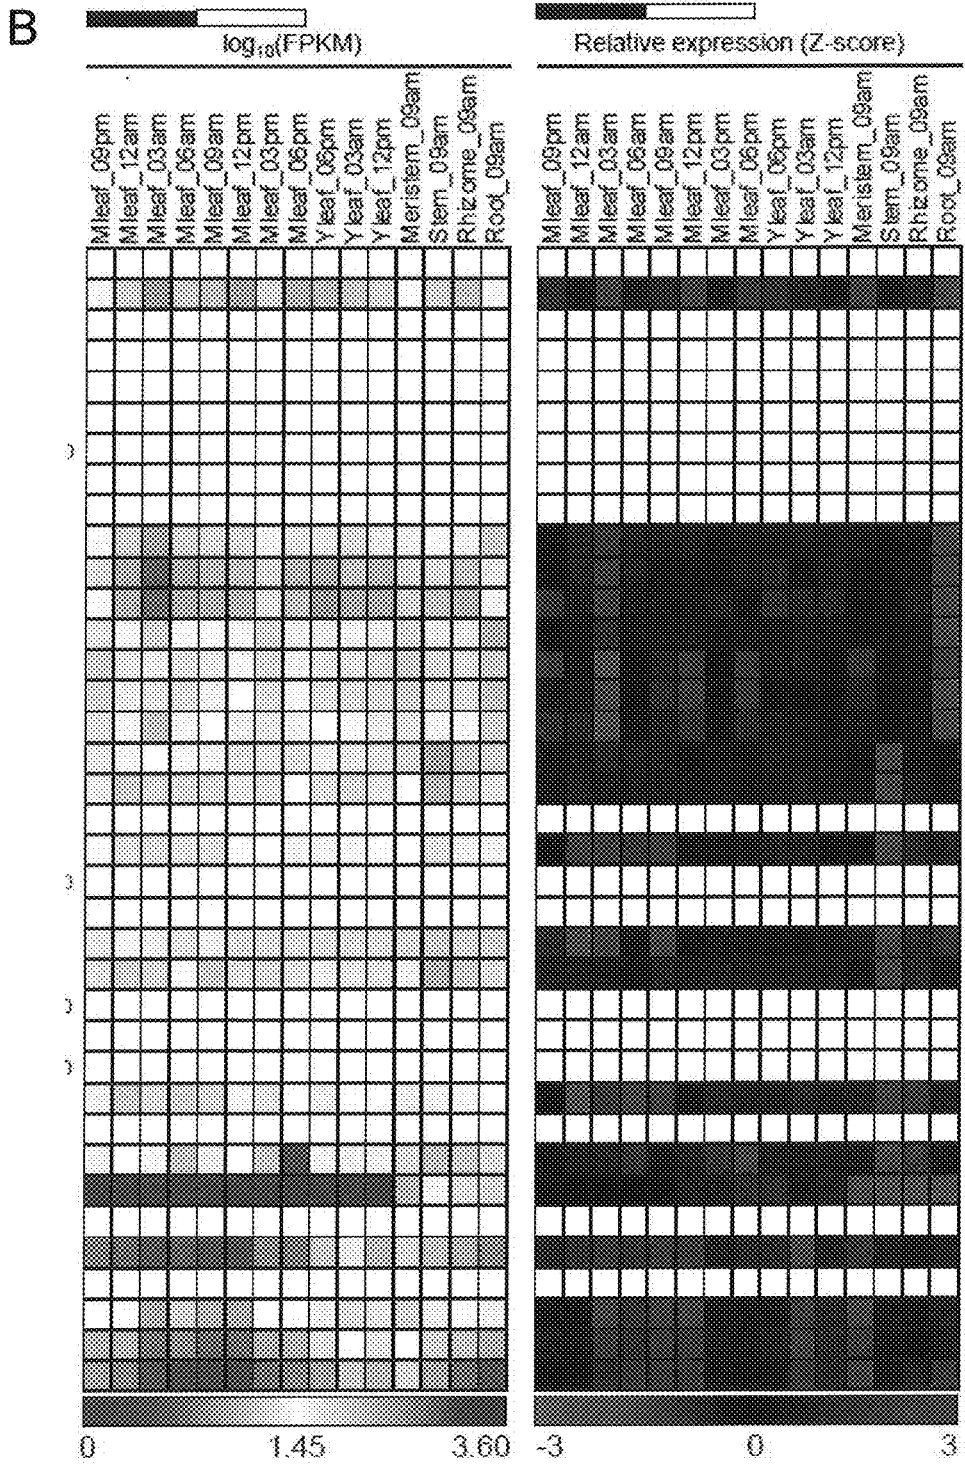 B
log10(FPKM)
Relative expression (Z-score)
Mleaf_09pm
Mleaf_12am
Mleaf_03am
Mleaf_06am
Mleaf_09am
Mleaf_12pm
Mleaf_03pm
Mleaf_06pm
Yleaf_06pm
Yleaf_03am
Yleaf_12pm
Meristem_09am
Stem_09am
Rhizome_09am
Root_09am
Mleaf_09pm
Mleaf_12am
Mleaf_03am
Mleaf_06am
Mleaf_09am
Mleaf_12pm
Mleaf_03pm
Mleaf_06pm
Yleaf_06pm
Yleaf_03am
Yleaf_12pm
Meristem_09am
Stem_09am
Rhizome_09am
Root_09am
0 1.45 3.60
-3 0 3